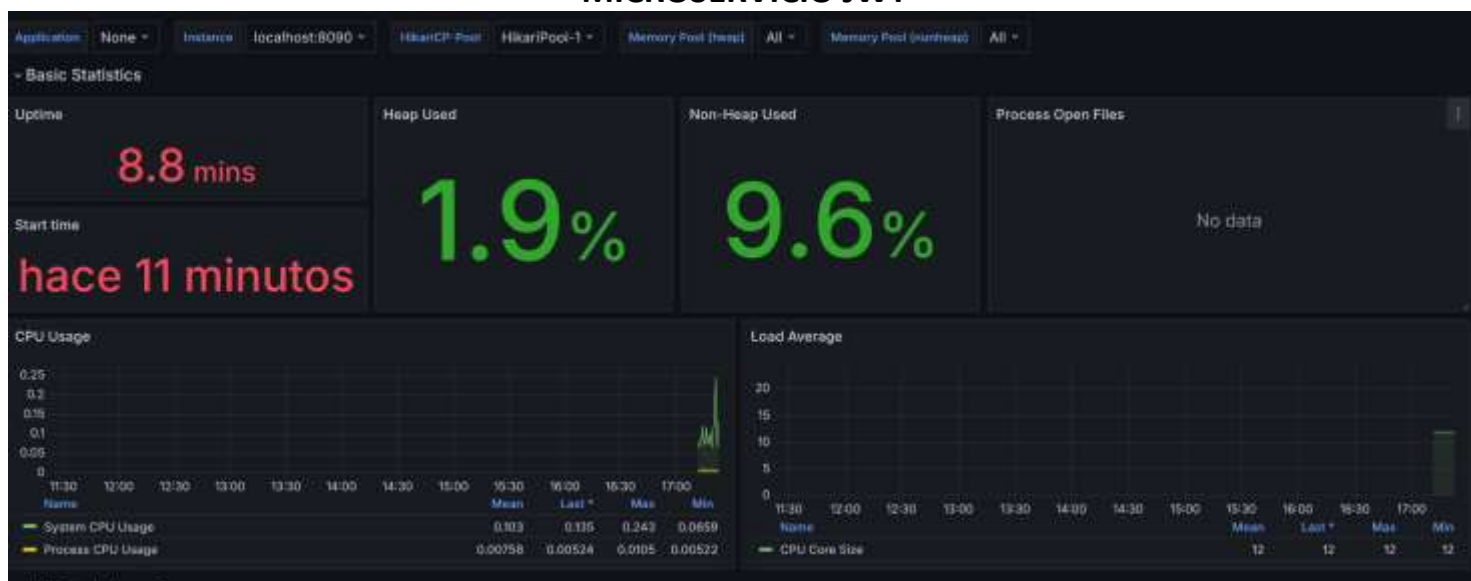 MICROSERVICIO JWT
Application None Instance localhost:8090 HikariCP-Pool HikariPool-1 Memory Pool (heap) All Memory Pool (nonheap) All
Basic Statistics
Uptime
8.8 mins
Start time
hace 11 minutos
Heap Used
1.9%
Non-Heap Used
9.6%
Process Open Files
No data
CPU Usage
0.25
0.2
0.15
0.1
0.05
0
11:30 12:00 12:30 13:00 13:30 14:00 14:30 15:00 15:30 16:00 16:30 17:00
Name Mean Last * Max Min
System CPU Usage 0.103 0.135 0.243 0.0659
Process CPU Usage 0.00758 0.00524 0.0105 0.00522
Load Average
20
15
10
5
0
11:30 12:00 12:30 13:00 13:30 14:00 14:30 15:00 15:30 16:00 16:30 17:00
Name Mean Last * Max Min
CPU Core Size 12 12 12 12